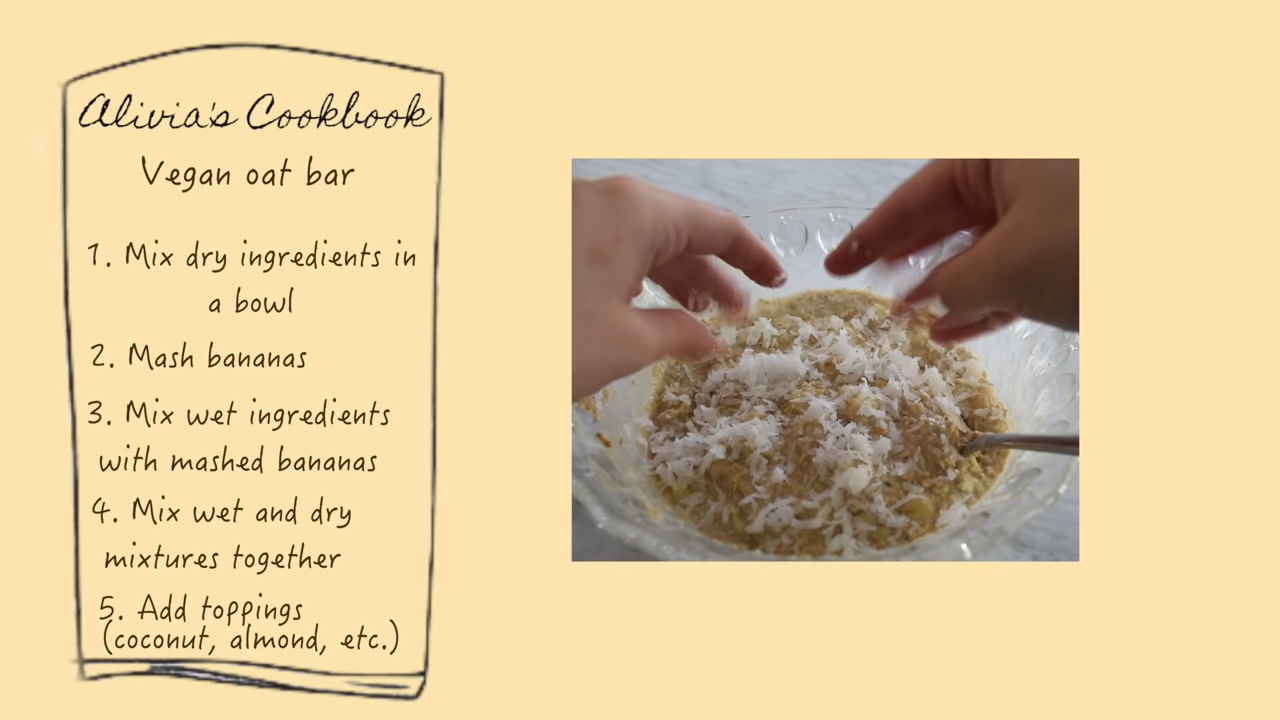 Alivia's Cookbook
Vegan oat bar
1. Mix dry ingredients in
a bowl
2. Mash bananas
3. Mix wet ingredients
with mashed bananas
4. Mix wet and dry
mixtures together
5. Add toppings
(coconut, almond, etc.)